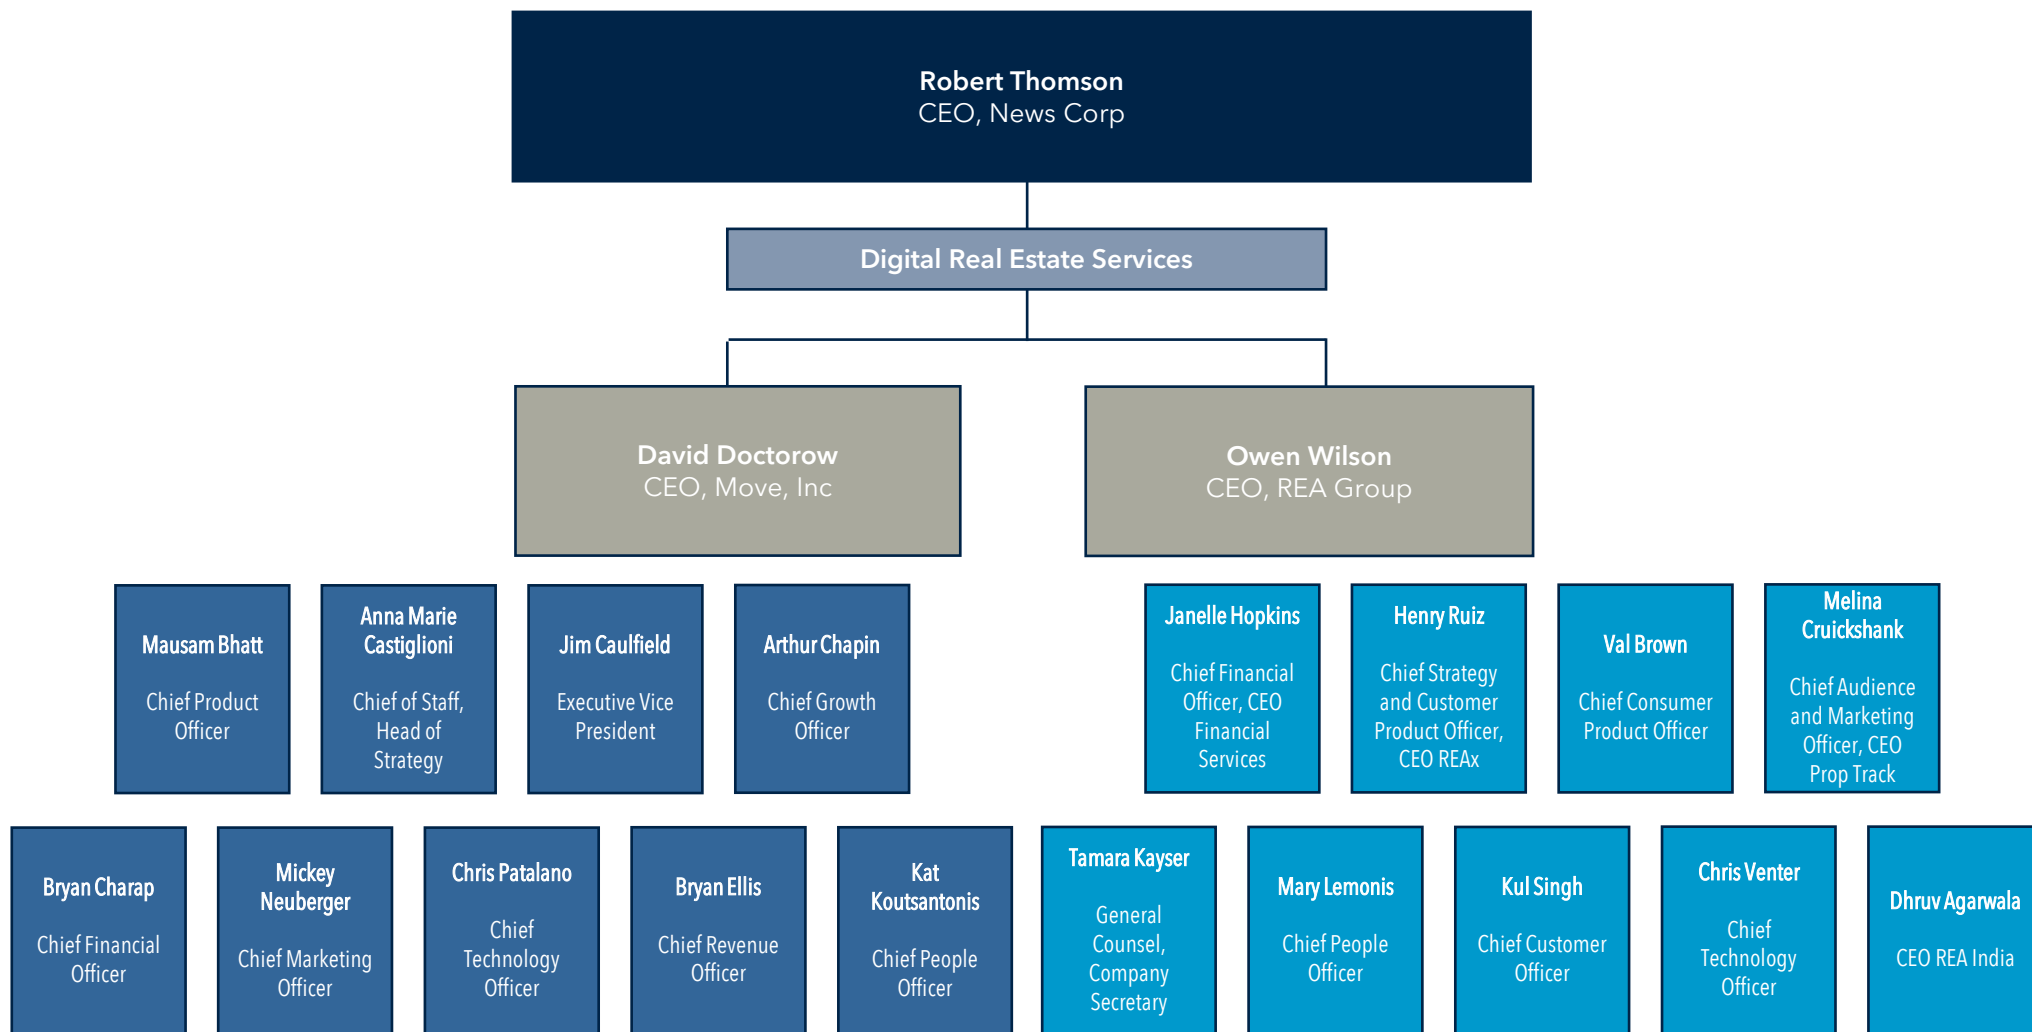 Robert Thomson
CEO, News Corp
Digital Real Estate Services
David Doctorow
CEO, Move, Inc
Owen Wilson
CEO, REA Group
Mausam Bhatt
Chief Product
Officer
Anna Marie
Castiglioni
Chief of Staff,
Head of
Strategy
Jim Caulfield
Executive Vice
President
Arthur Chapin
Chief Growth
Officer
Janelle Hopkins
Chief Financial
Officer, CEO
Financial
Services
Henry Ruiz
Chief Strategy
and Customer
Product Officer,
CEO REAx
Val Brown
Chief Consumer
Product Officer
Melina
Cruickshank
Chief Audience
and Marketing
Officer, CEO
Prop Track
Bryan Charap
Chief Financial
Officer
Mickey
Neuberger
Chief Marketing
Officer
Chris Patalano
Chief
Technology
Officer
Bryan Ellis
Chief Revenue
Officer
Kat
Koutsantonis
Chief People
Officer
Tamara Kayser
General
Counsel,
Company
Secretary
Mary Lemonis
Chief People
Officer
Kul Singh
Chief Customer
Officer
Chris Venter
Chief
Technology
Officer
Dhruv Agarwala
CEO REA India